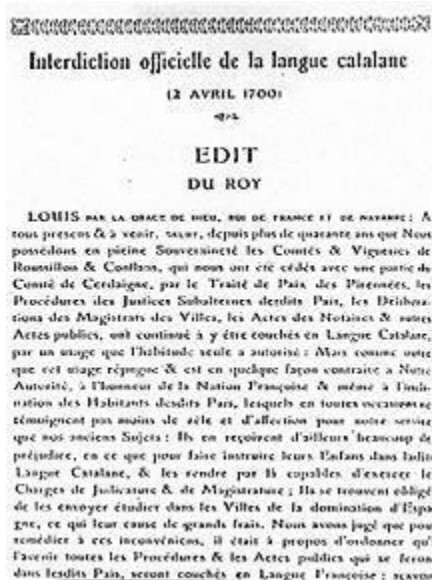 Interdiction officielle de la langue catalane
(2 AVRIL 1700)
EDIT
DU ROY
LOUIS PAR LA GRACE DE DIEU, ROI DE FRANCE ET DE NAVARRE: A
tous presens & à venir, SALUT, depuis plus de quarante ans que Nous
possédons en pleine Souveraineté les Comtés & Vigueries de
Roussillon & Conflans, qui nous ont été cédés avec une partie du
Comté de Cerdaigne, par le Traité de Paix des Pirennées, les
Procédures des Justices Subalternes desdits Pais, les Délibera-
tions des Magistrats des Villes, les Actes des Notaires & autres
Actes publics, ont continué à y être couchés en Langue Catalane,
par un usage que l'habitude seule a autorisé: Mais comme outre
que cet usage répugne & est en quelque façon contraire à Notre
Autorité, à l'honneur de la Nation Françoise & même à l'incli-
nation des Habitants desdits Pais, lesquels en toutes occasions ne
témoignent pas moins de zèle et d'affection pour notre service
que nos anciens Sujets: Ils en reçoivent d'ailleurs beaucoup de
préjudice, en ce que pour faire instruire leurs Enfans dans ladite
Langue Catalane, & les rendre par là capables d'exercer le
Charges de Judicature & de Magistrature; Ils se trouvent obligé
de les envoyer étudier dans les Villes de la domination d'Espa-
gne, ce qui leur cause de grands frais. Nous avons jugé que pou
remédier à ces inconvéniens, il était à propos d'ordonner qu'
l'avenir toutes les Procédures & les Actes publics qui se feron
dans lesdits Pais, seront couchés en Langue Françoise; SAVOIR